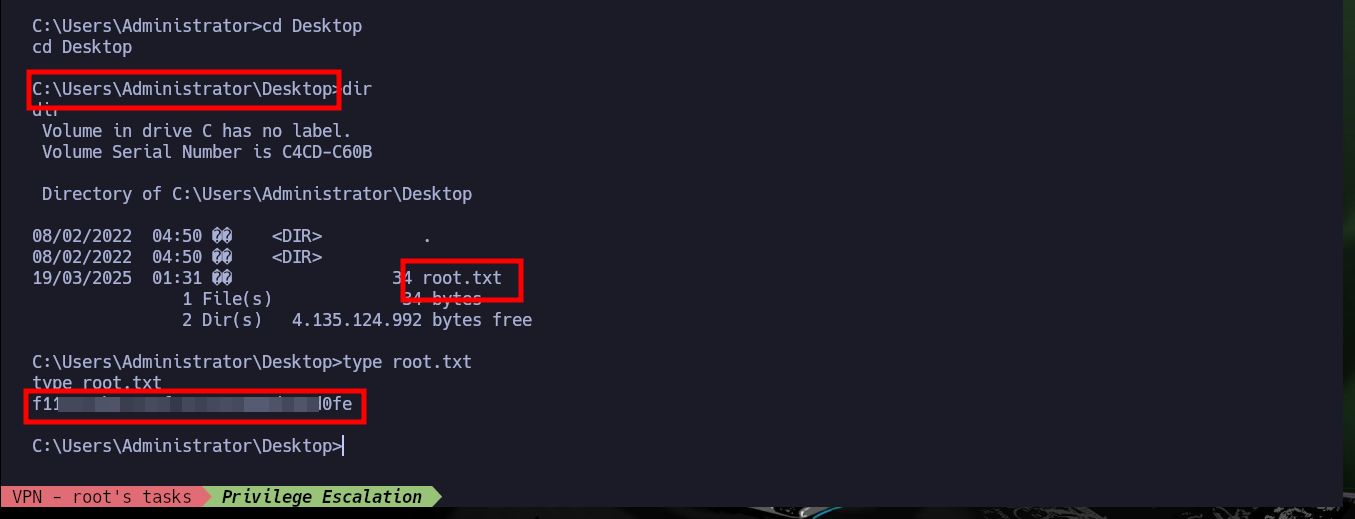 C:\Users\Administrator>cd Desktop
cd Desktop
C:\Users\Administrator\Desktop>dir
dir
Volume in drive C has no label.
Volume Serial Number is C4CD-C60B
Directory of C:\Users\Administrator\Desktop
08/02/2022  04:50 ��    <DIR>          .
08/02/2022  04:50 ��    <DIR>
19/03/2025  01:31 ��                34 root.txt
1 File(s)             34 bytes
2 Dir(s)   4.135.124.992 bytes free
C:\Users\Administrator\Desktop>type root.txt
type root.txt
f11 d0fe
C:\Users\Administrator\Desktop>
VPN - root's tasks Privilege Escalation